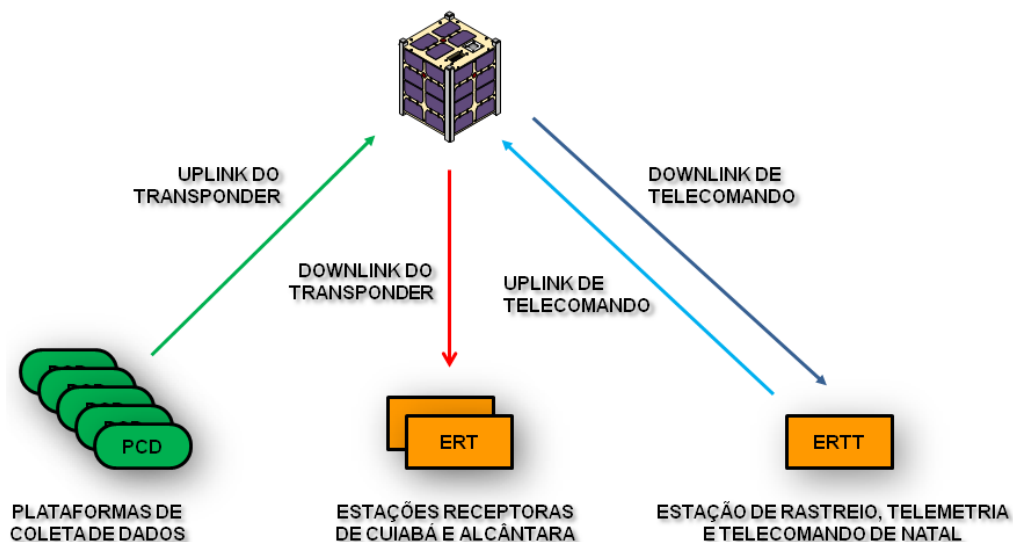 UPLINK DO
TRANSPONDER
DOWNLINK DE
TELECOMANDO
DOWNLINK DO
TRANSPONDER
UPLINK DE
TELECOMANDO
PCD
ERT
ERTT
PLATAFORMAS DE
COLETA DE DADOS
ESTAÇÕES RECEPTORAS
DE CUIABÁ E ALCÂNTARA
ESTAÇÃO DE RASTREIO, TELEMETRIA
E TELECOMANDO DE NATAL